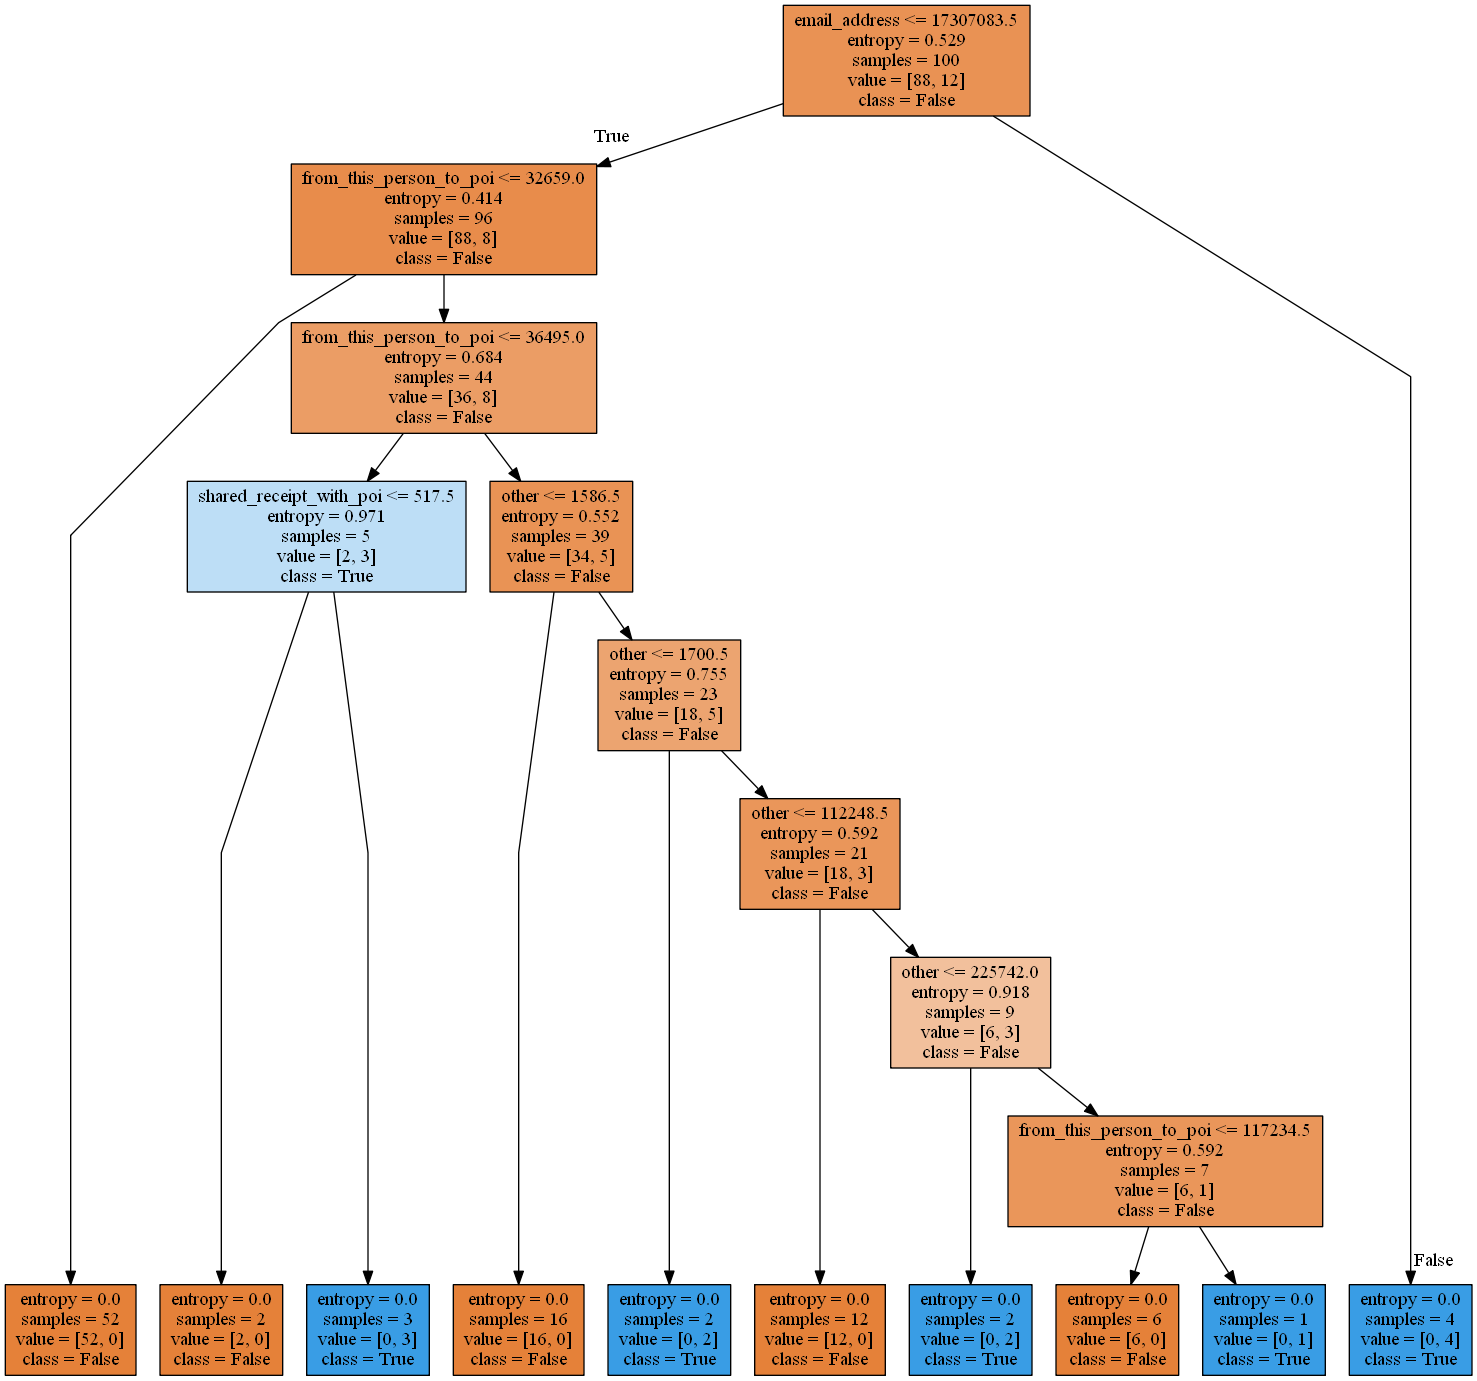 email_address <= 17307083.5
entropy = 0.529
samples = 100
value = [88, 12]
class = False
True
from_this_person_to_poi <= 32659.0
entropy = 0.414
samples = 96
value = [88, 8]
class = False
from_this_person_to_poi <= 36495.0
entropy = 0.684
samples = 44
value = [36, 8]
class = False
shared_receipt_with_poi <= 517.5
entropy = 0.971
samples = 5
value = [2, 3]
class = True
other <= 1586.5
entropy = 0.552
samples = 39
value = [34, 5]
class = False
other <= 1700.5
entropy = 0.755
samples = 23
value = [18, 5]
class = False
other <= 112248.5
entropy = 0.592
samples = 21
value = [18, 3]
class = False
other <= 225742.0
entropy = 0.918
samples = 9
value = [6, 3]
class = False
from_this_person_to_poi <= 117234.5
entropy = 0.592
samples = 7
value = [6, 1]
class = False
False
entropy = 0.0
samples = 52
value = [52, 0]
class = False
entropy = 0.0
samples = 2
value = [2, 0]
class = False
entropy = 0.0
samples = 3
value = [0, 3]
class = True
entropy = 0.0
samples = 16
value = [16, 0]
class = False
entropy = 0.0
samples = 2
value = [0, 2]
class = True
entropy = 0.0
samples = 12
value = [12, 0]
class = False
entropy = 0.0
samples = 2
value = [0, 2]
class = True
entropy = 0.0
samples = 6
value = [6, 0]
class = False
entropy = 0.0
samples = 1
value = [0, 1]
class = True
entropy = 0.0
samples = 4
value = [0, 4]
class = True